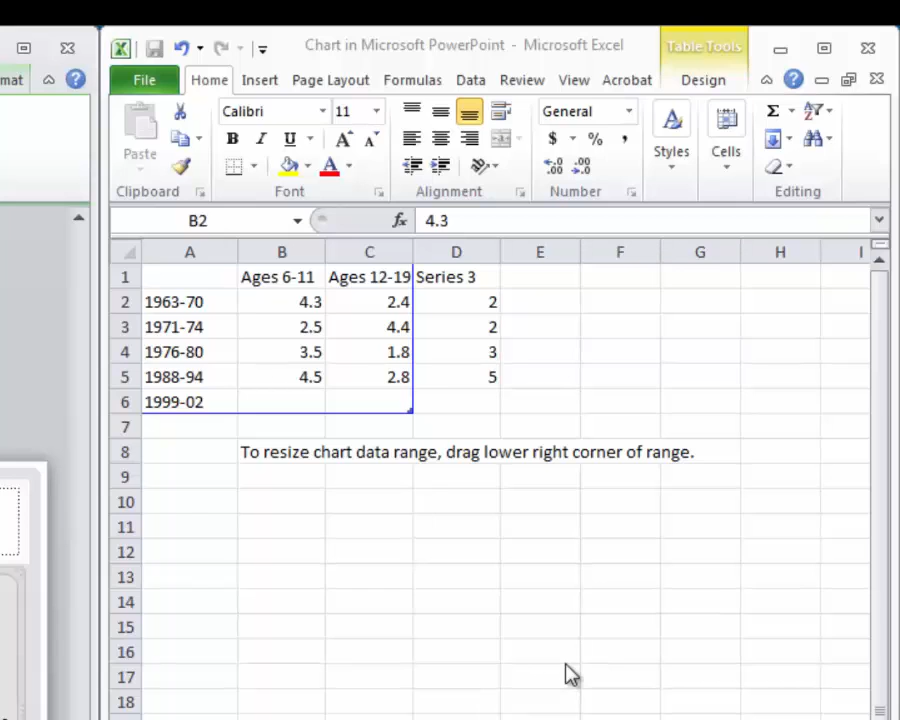 Chart in Microsoft PowerPoint - Microsoft Excel
Table Tools
mat
File Home Insert Page Layout Formulas Data Review View Acrobat Design
Calibri 11 General
Paste
B I U A A $ % ,
Styles Cells
Clipboard Font Alignment Number Editing
B2 fx 4.3
A B C D E F G H I
1 Ages 6-11 Ages 12-19 Series 3
2 1963-70 4.3 2.4 2
3 1971-74 2.5 4.4 2
4 1976-80 3.5 1.8 3
5 1988-94 4.5 2.8 5
6 1999-02
7
8 To resize chart data range, drag lower right corner of range.
9
10
11
12
13
14
15
16
17
18